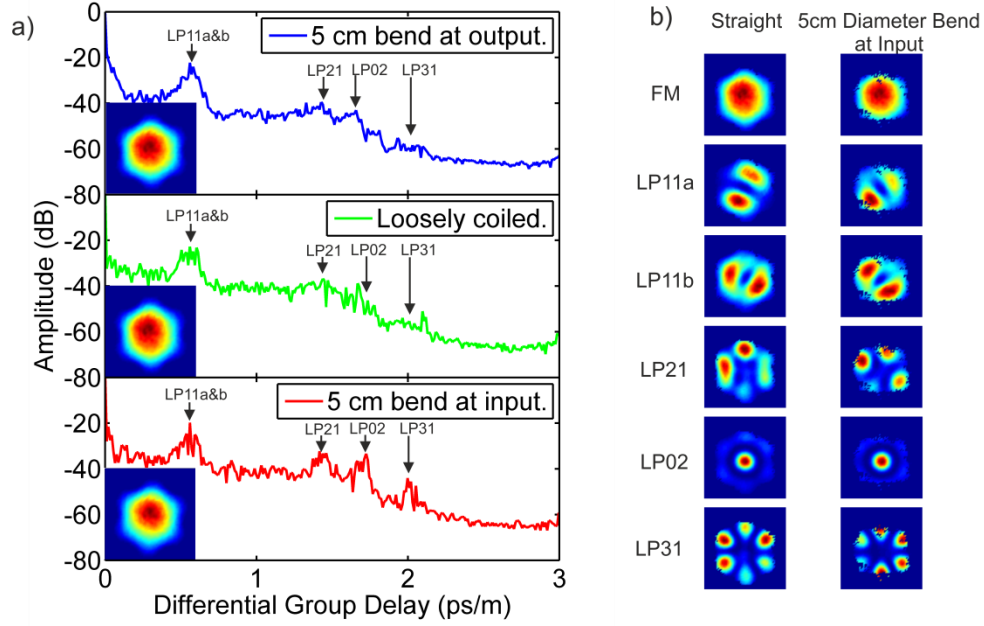 a)
Amplitude (dB)
0
-20
-40
-60
-80
5 cm bend at output.
LP11a&b
LP21
LP02
LP31
-20
-40
-60
-80
Loosely coiled.
LP11a&b
LP21
LP02
LP31
-20
-40
-60
-80
5 cm bend at input.
LP11a&b
LP21
LP02
LP31
0
1
2
3
Differential Group Delay (ps/m)
b)
Straight
5cm Diameter Bend
at Input
FM
LP11a
LP11b
LP21
LP02
LP31